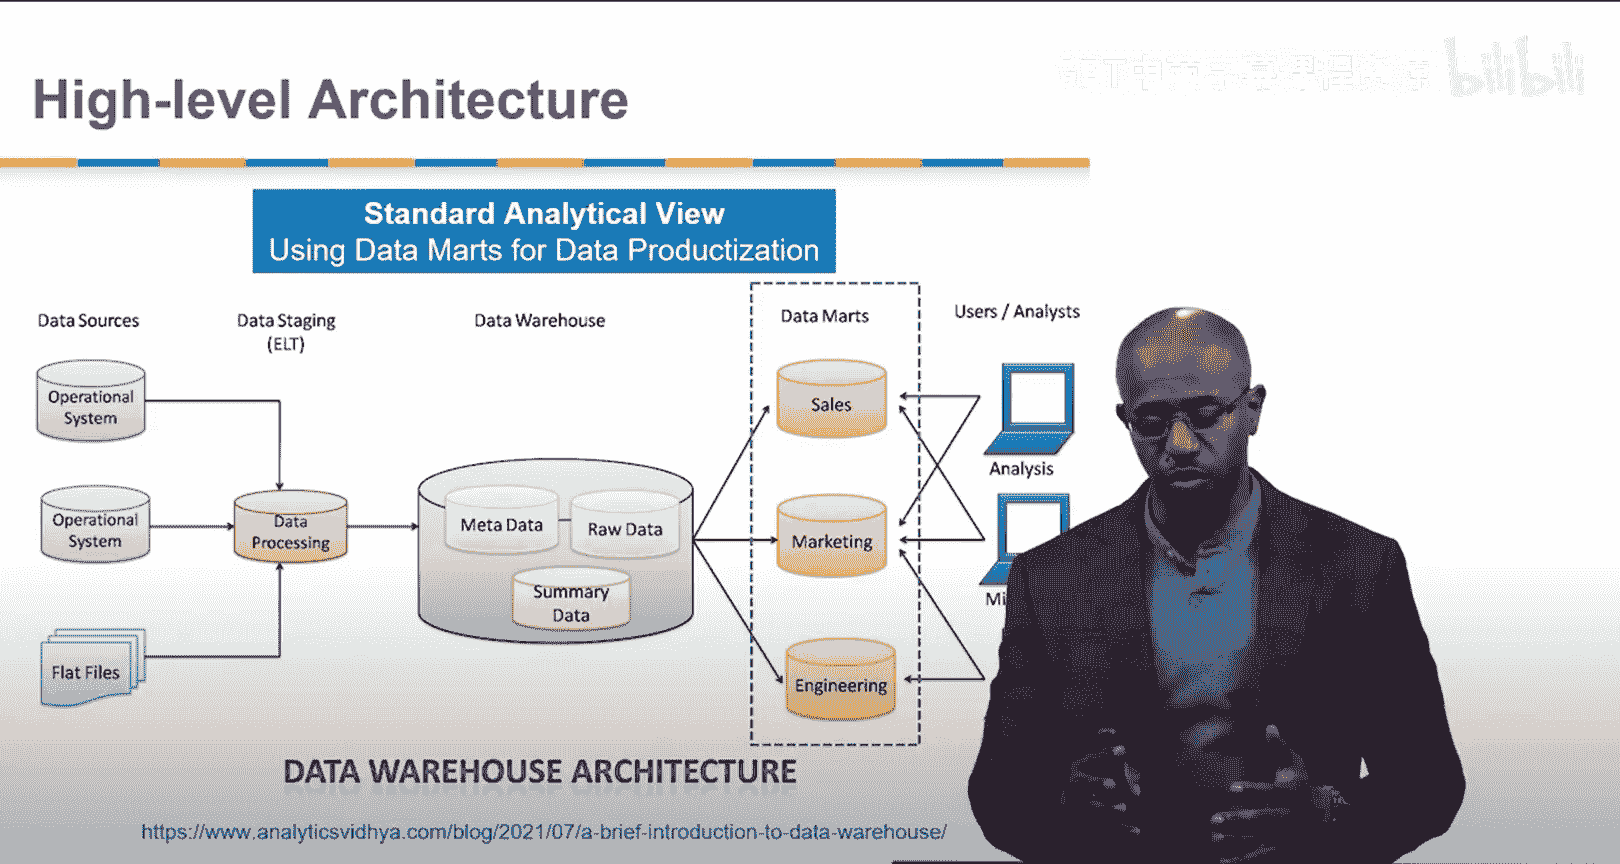 High-level Architecture
bilibili
Standard Analytical View
Using Data Marts for Data Productization
Data Sources
Data Staging
(ELT)
Data Warehouse
Data Marts
Users / Analysts
Operational
System
Operational
System
Flat Files
Data
Processing
Meta Data
Raw Data
Summary
Data
Sales
Marketing
Engineering
Analysis
Mi
DATA WAREHOUSE ARCHITECTURE
https://www.analyticsvidhya.com/blog/2021/07/a-brief-introduction-to-data-warehouse/